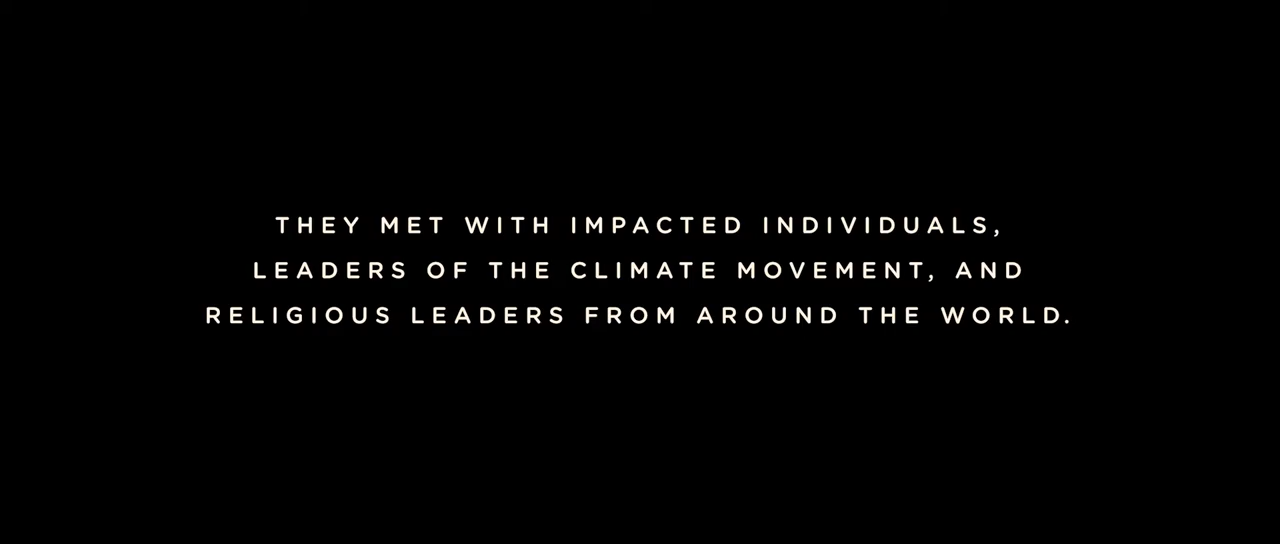 THEY MET WITH IMPACTED INDIVIDUALS,
LEADERS OF THE CLIMATE MOVEMENT, AND
RELIGIOUS LEADERS FROM AROUND THE WORLD.